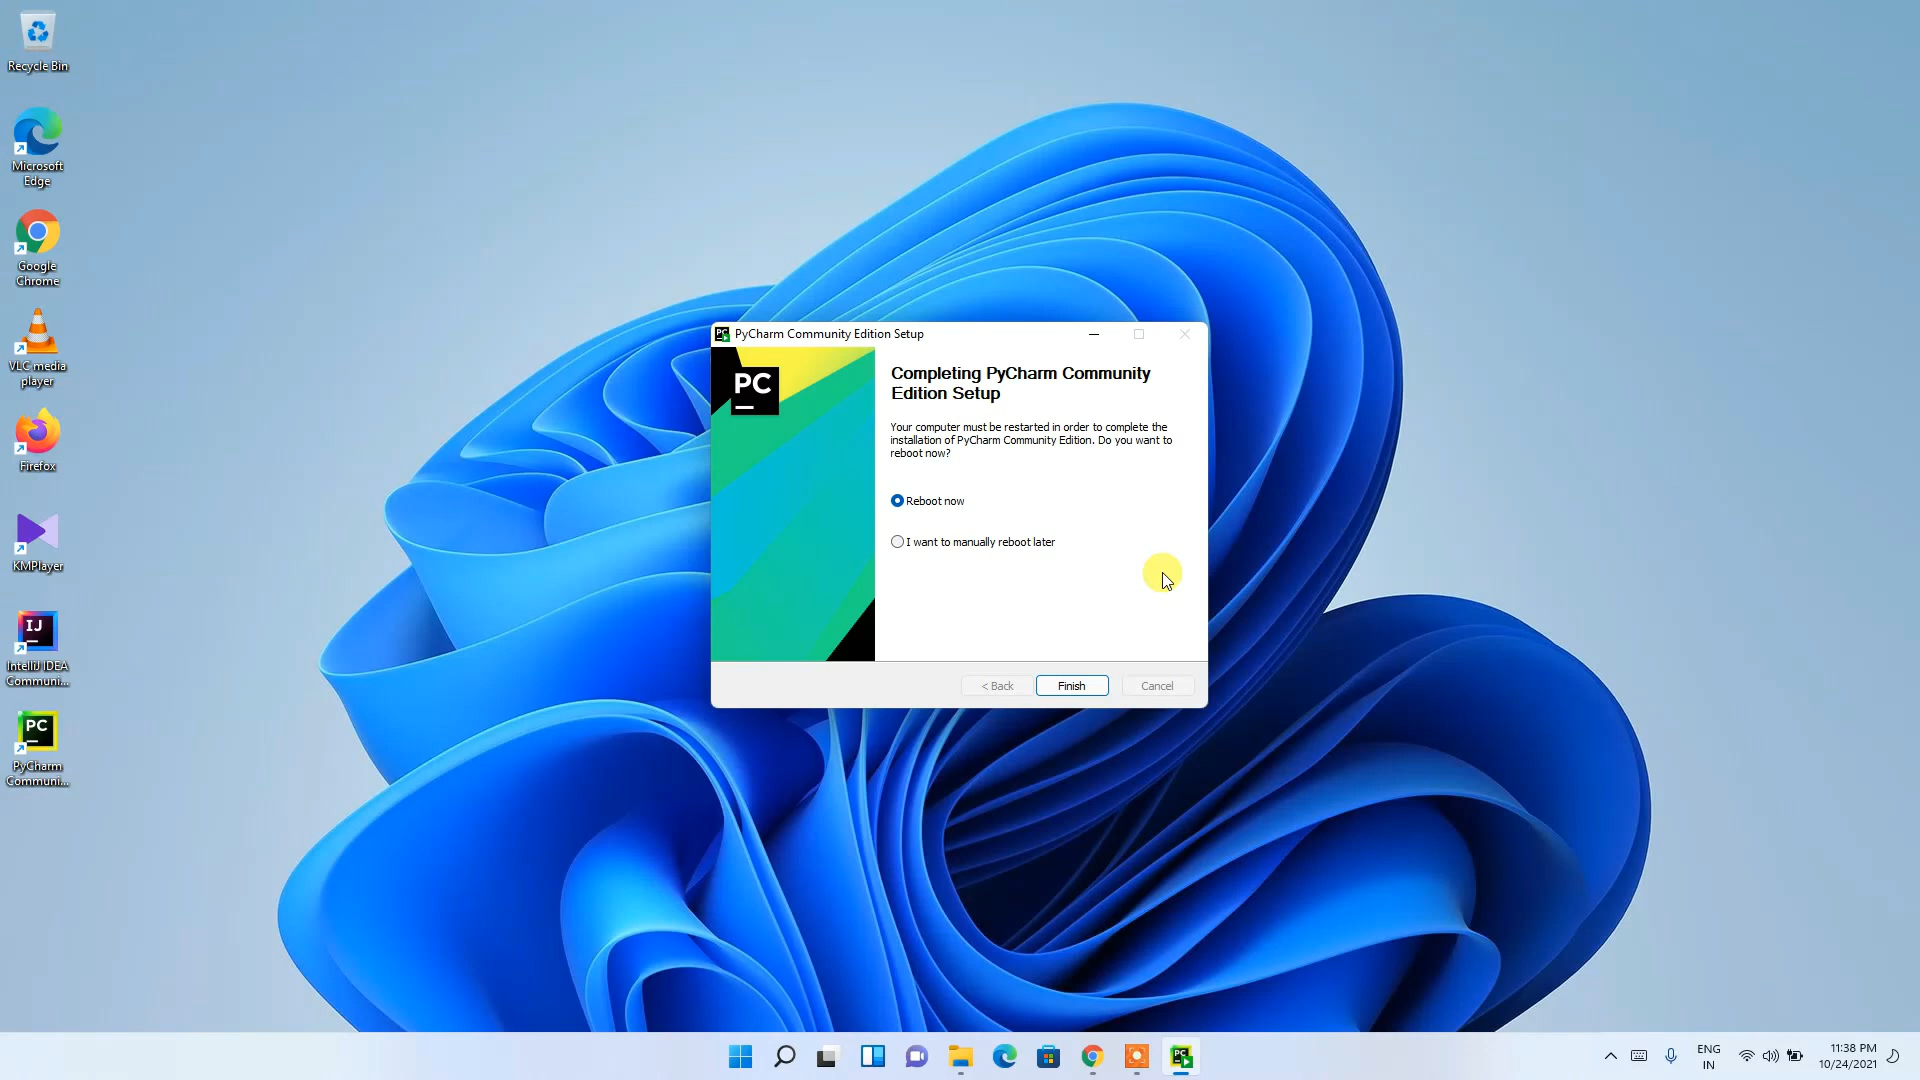 Recycle Bin
Microsoft
Edge
Google
Chrome
VLC media
player
Firefox
KMPlayer
IJ
IntelliJ IDEA
Communi...
PC
PyCharm
Communi...
PyCharm Community Edition Setup
PC
Completing PyCharm Community
Edition Setup
Your computer must be restarted in order to complete the
installation of PyCharm Community Edition. Do you want to
reboot now?
Reboot now
I want to manually reboot later
< Back
Finish
Cancel
PC
ENG
IN
11:38 PM
10/24/2021